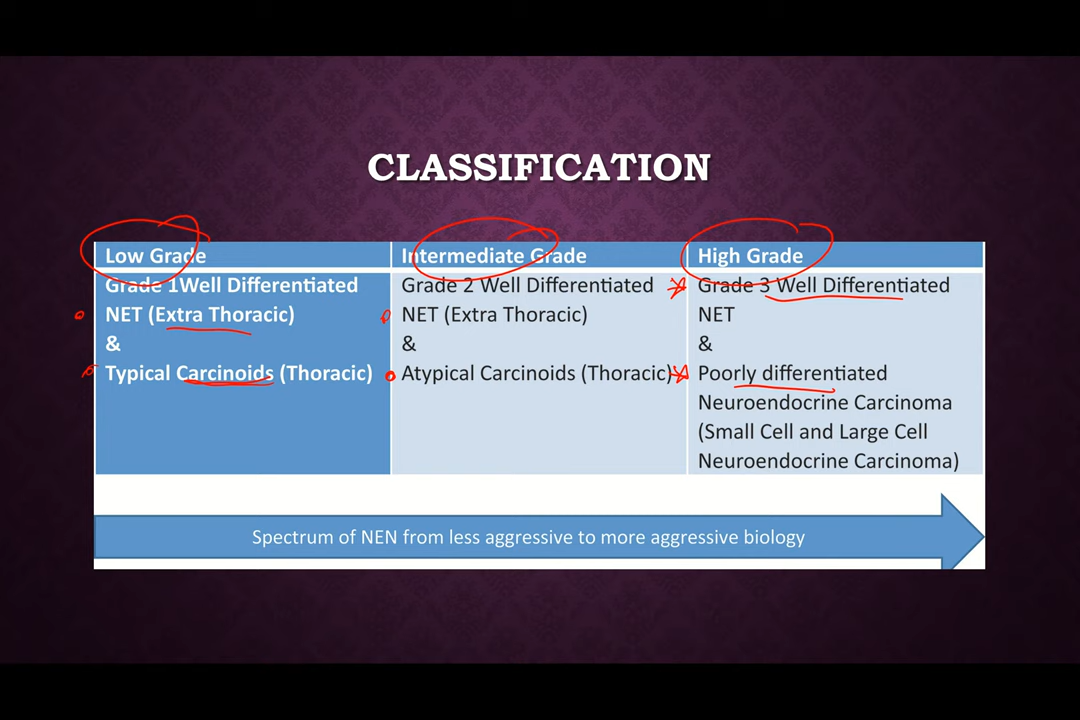 CLASSIFICATION
Low Grade
Grade 1Well Differentiated
NET (Extra Thoracic)
&
Typical Carcinoids (Thoracic)
Intermediate Grade
Grade 2 Well Differentiated
NET (Extra Thoracic)
&
Atypical Carcinoids (Thoracic)
High Grade
Grade 3 Well Differentiated
NET
&
Poorly differentiated
Neuroendocrine Carcinoma
(Small Cell and Large Cell
Neuroendocrine Carcinoma)
Spectrum of NEN from less aggressive to more aggressive biology